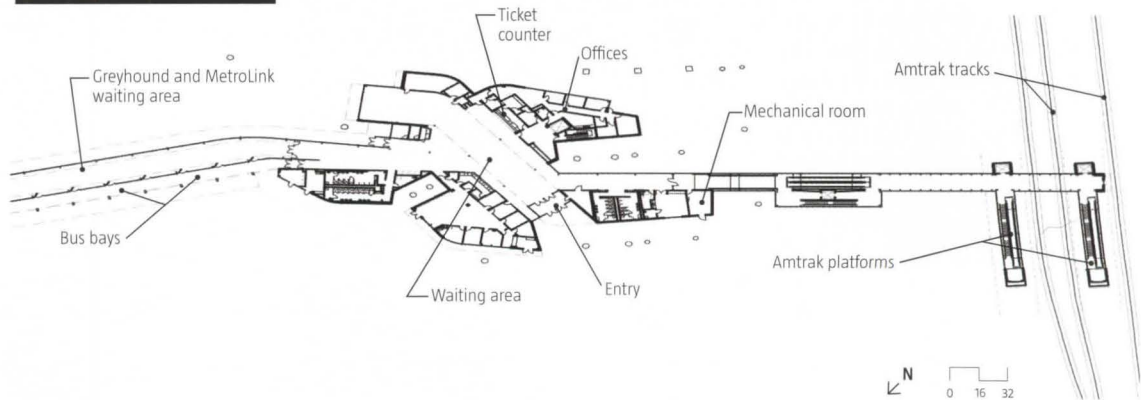 Ticket
counter
Offices
Greyhound and MetroLink
waiting area
Amtrak tracks
Mechanical room
Bus bays
Amtrak platforms
Waiting area
Entry
N
0 16 32